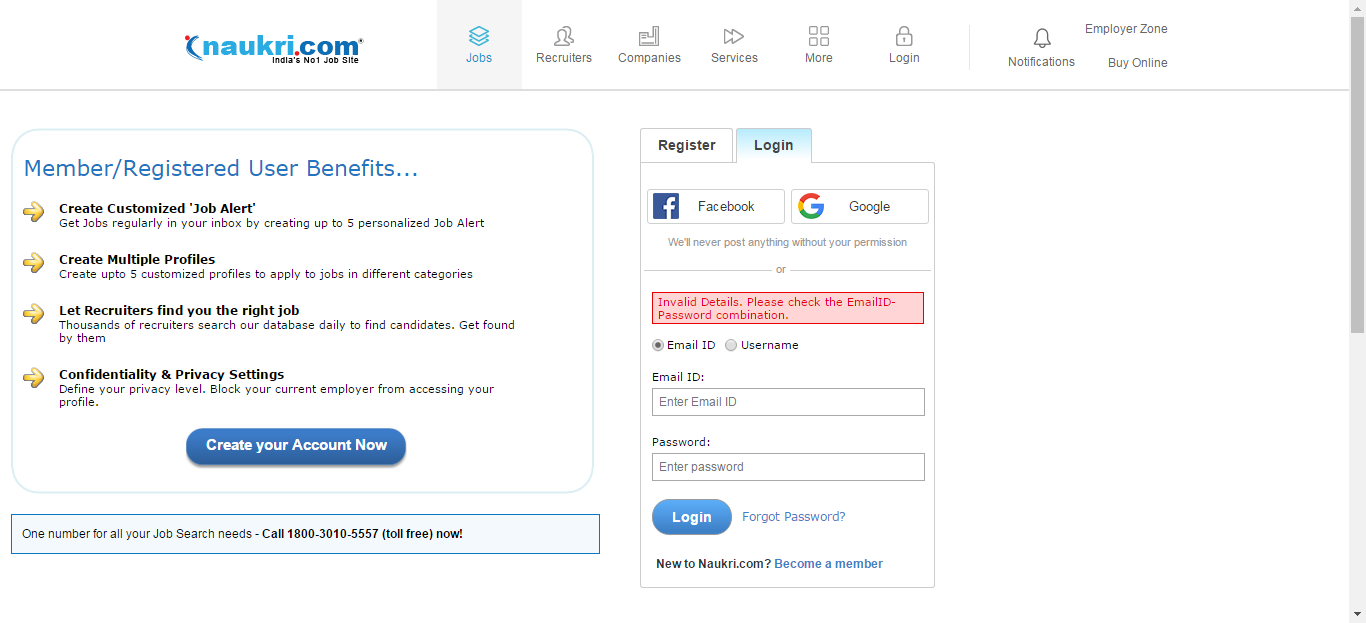 naukri.com
India's No1 Job Site
Jobs
Recruiters
Companies
Services
More
Login
Notifications
Employer Zone
Buy Online
Member/Registered User Benefits...
Create Customized 'Job Alert'
Get Jobs regularly in your inbox by creating up to 5 personalized Job Alert
Create Multiple Profiles
Create upto 5 customized profiles to apply to jobs in different categories
Let Recruiters find you the right job
Thousands of recruiters search our database daily to find candidates. Get found
by them
Confidentiality & Privacy Settings
Define your privacy level. Block your current employer from accessing your
profile.
Create your Account Now
One number for all your Job Search needs - Call 1800-3010-5557 (toll free) now!
Register
Login
Facebook
Google
We'll never post anything without your permission
or
Invalid Details. Please check the EmailID-
Password combination.
Email ID
Username
Email ID:
Enter Email ID
Password:
Enter password
Login
Forgot Password?
New to Naukri.com? Become a member